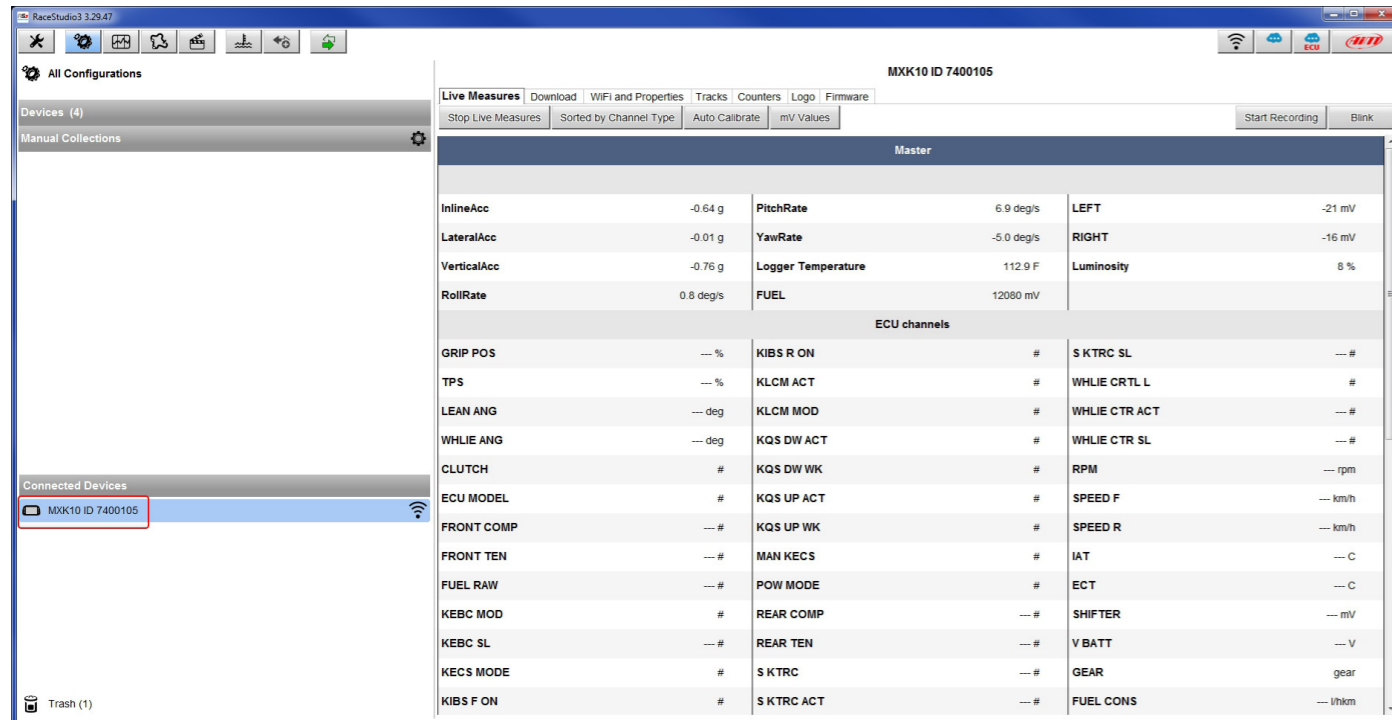 RaceStudio3 3.29.47
ECU
AiM
All Configurations
Devices (4)
Manual Collections
Connected Devices
MXK10 ID 7400105
Trash (1)
MXK10 ID 7400105
Live Measures Download WiFi and Properties Tracks Counters Logo Firmware
Stop Live Measures Sorted by Channel Type Auto Calibrate mV Values Start Recording Blink
Master
InlineAcc -0.64 g PitchRate 6.9 deg/s LEFT -21 mV
LateralAcc -0.01 g YawRate -5.0 deg/s RIGHT -16 mV
VerticalAcc -0.76 g Logger Temperature 112.9 F Luminosity 8 %
RollRate 0.8 deg/s FUEL 12080 mV
ECU channels
GRIP POS --- % KIBS R ON # S KTRC SL --- #
TPS --- % KLCM ACT # WHLIE CRTL L #
LEAN ANG --- deg KLCM MOD # WHLIE CTR ACT --- #
WHLIE ANG --- deg KQS DW ACT # WHLIE CTR SL --- #
CLUTCH # KQS DW WK # RPM --- rpm
ECU MODEL # KQS UP ACT # SPEED F --- km/h
FRONT COMP --- # KQS UP WK # SPEED R --- km/h
FRONT TEN --- # MAN KECS # IAT --- C
FUEL RAW --- # POW MODE # ECT --- C
KEBC MOD # REAR COMP --- # SHIFTER --- mV
KEBC SL --- # REAR TEN --- # V BATT --- V
KECS MODE # S KTRC --- # GEAR gear
KIBS F ON # S KTRC ACT --- # FUEL CONS --- l/hkm